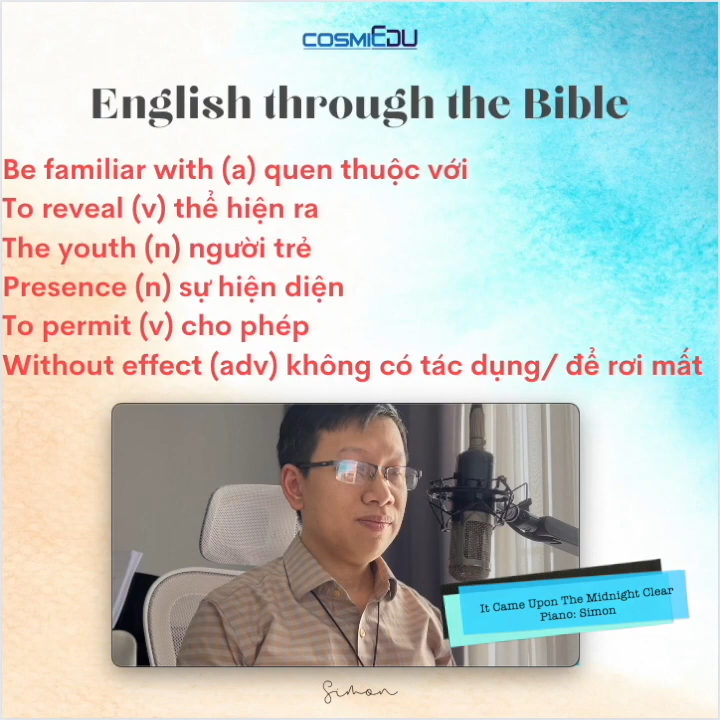 COSMIEDU
English through the Bible
Be familiar with (a) quen thuộc với
To reveal (v) thể hiện ra
The youth (n) người trẻ
Presence (n) sự hiện diện
To permit (v) cho phép
Without effect (adv) không có tác dụng/ để rơi mất
It Came Upon The Midnight Clear
Piano: Simon
Simon